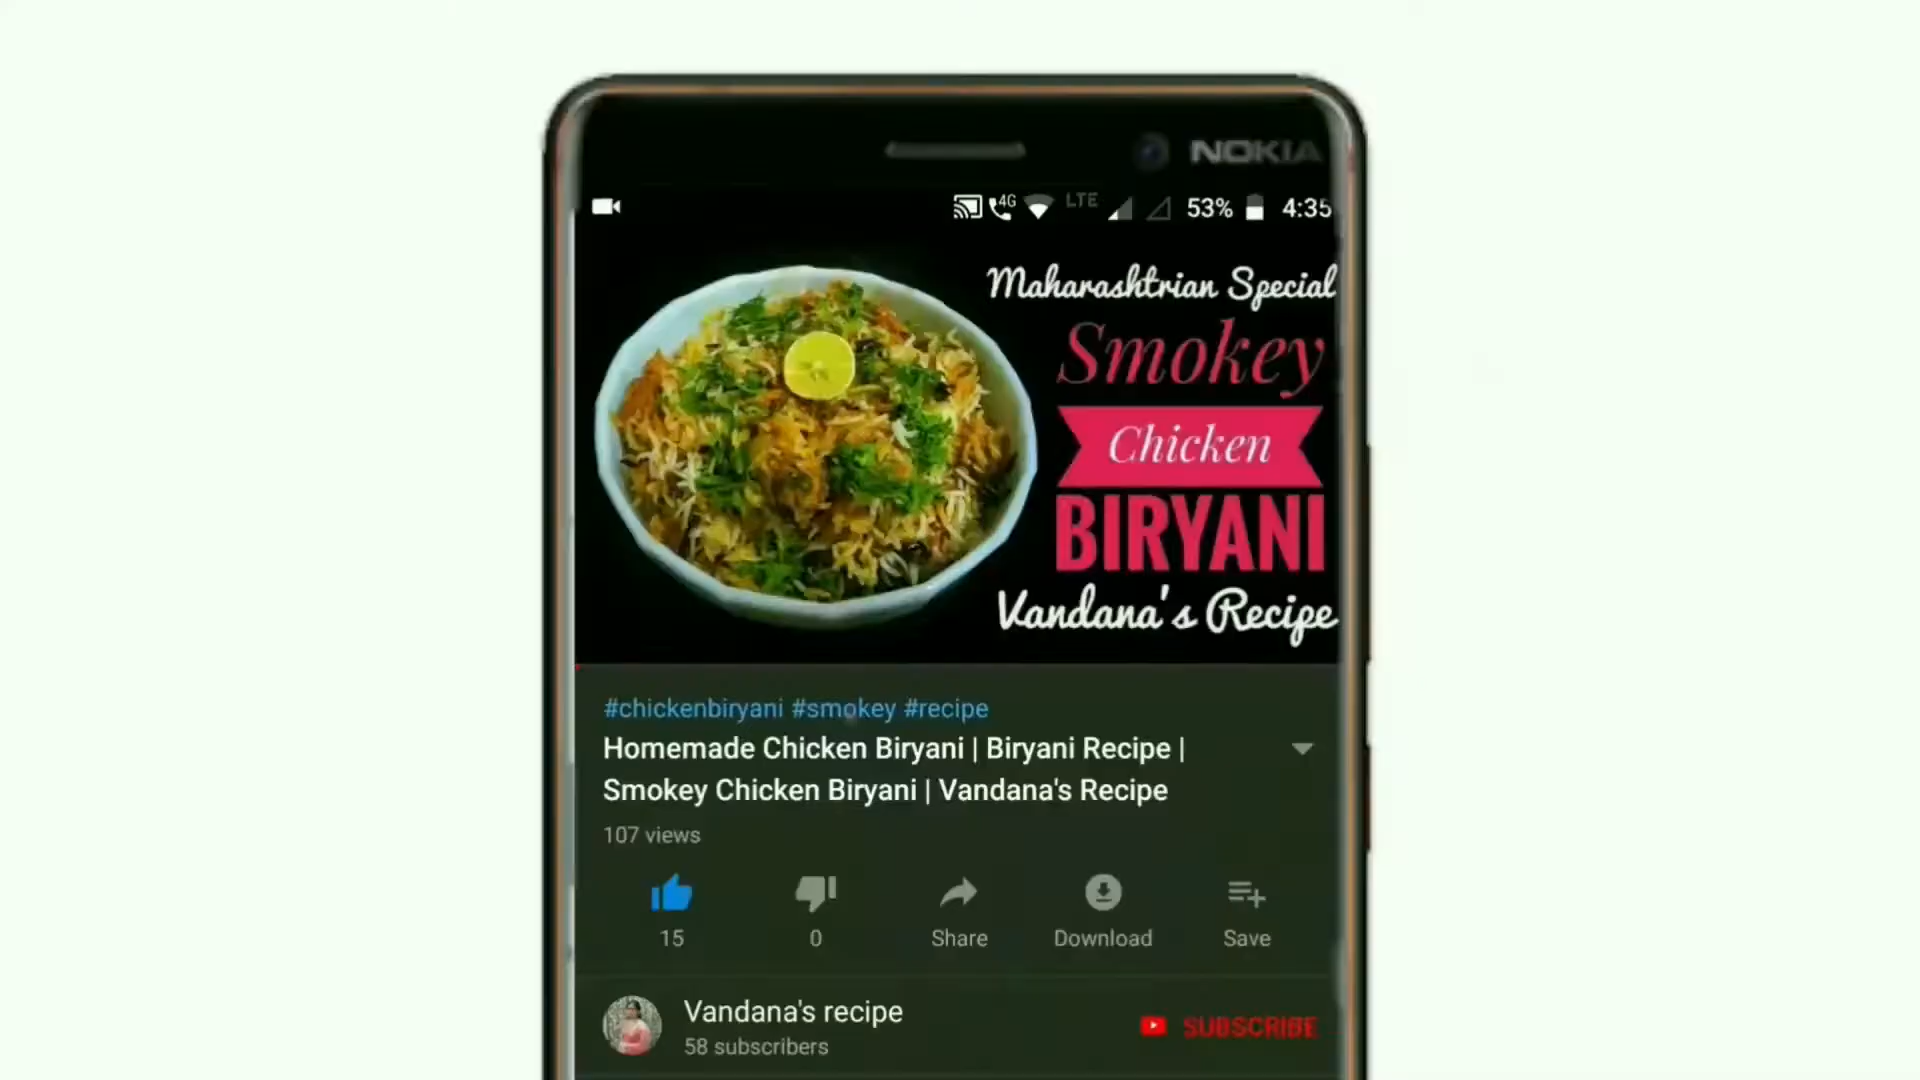 NOKIA
4G LTE 53% 4:35
Maharashtrian Special
Smokey
Chicken
BIRYANI
Vandana's Recipe
#chickenbiryani #smokey #recipe
Homemade Chicken Biryani | Biryani Recipe |
Smokey Chicken Biryani | Vandana's Recipe
107 views
15 0 Share Download Save
Vandana's recipe
SUBSCRIBE
58 subscribers